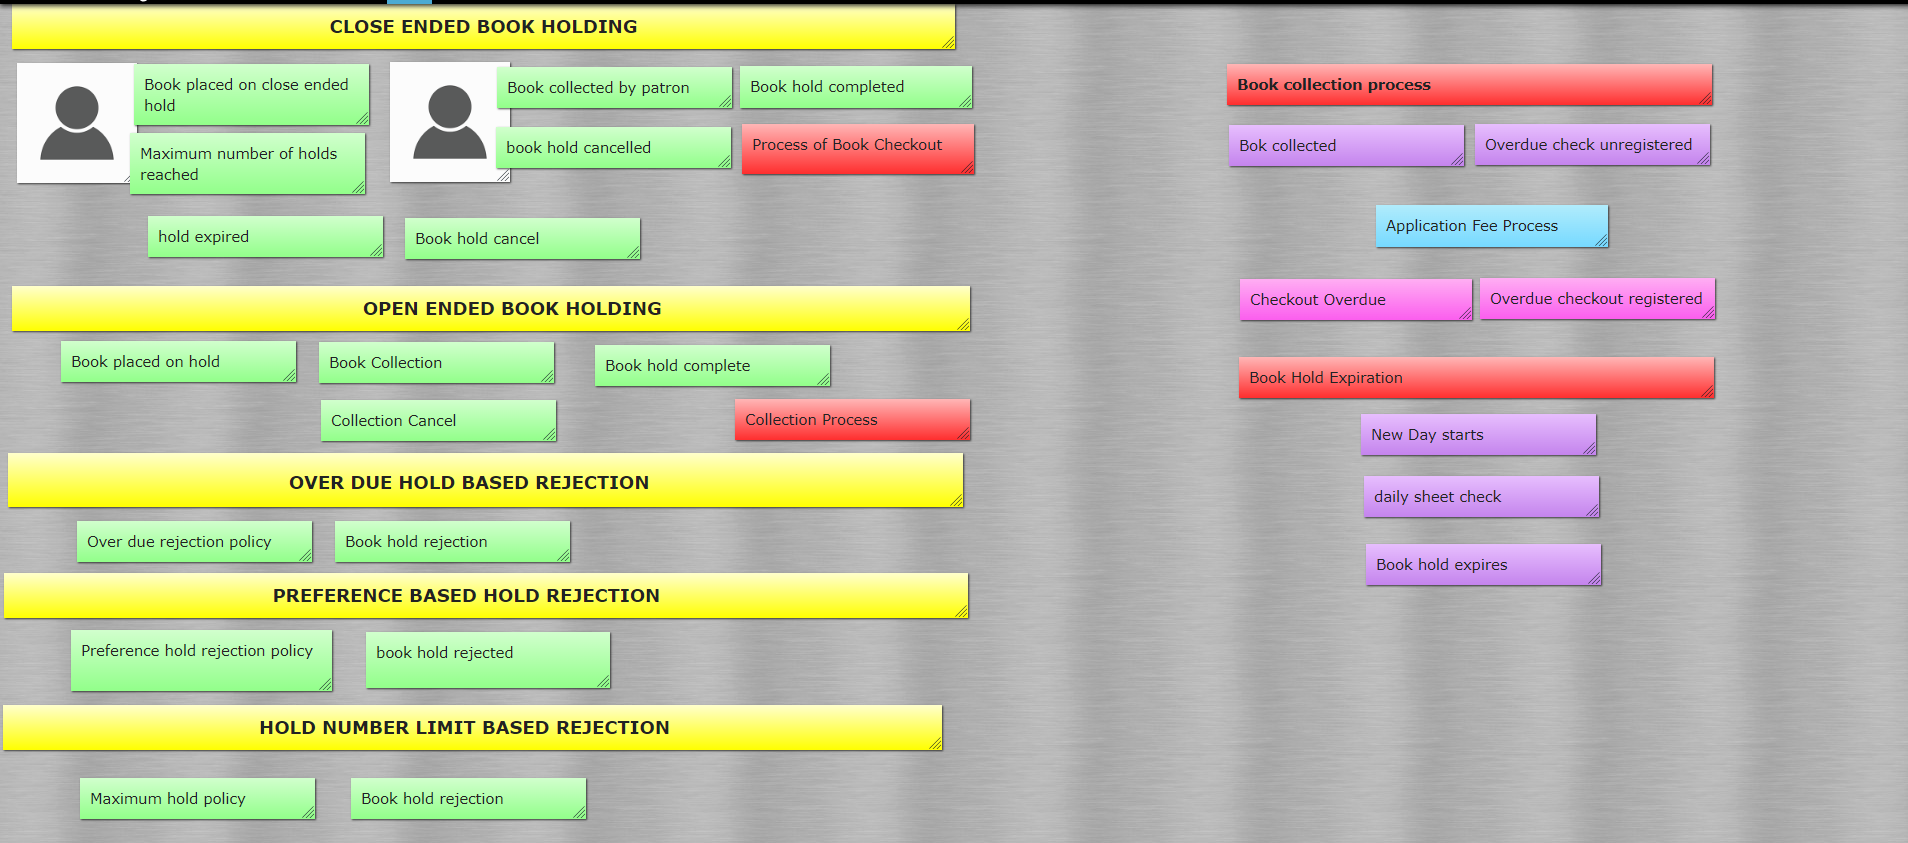 CLOSE ENDED BOOK HOLDING
Book placed on close ended
hold
Maximum number of holds
reached
Book collected by patron
Book hold completed
book hold cancelled
Process of Book Checkout
hold expired
Book hold cancel
OPEN ENDED BOOK HOLDING
Book placed on hold
Book Collection
Book hold complete
Collection Cancel
Collection Process
OVER DUE HOLD BASED REJECTION
Over due rejection policy
Book hold rejection
PREFERENCE BASED HOLD REJECTION
Preference hold rejection policy
book hold rejected
HOLD NUMBER LIMIT BASED REJECTION
Maximum hold policy
Book hold rejection
Book collection process
Bok collected
Overdue check unregistered
Application Fee Process
Checkout Overdue
Overdue checkout registered
Book Hold Expiration
New Day starts
daily sheet check
Book hold expires